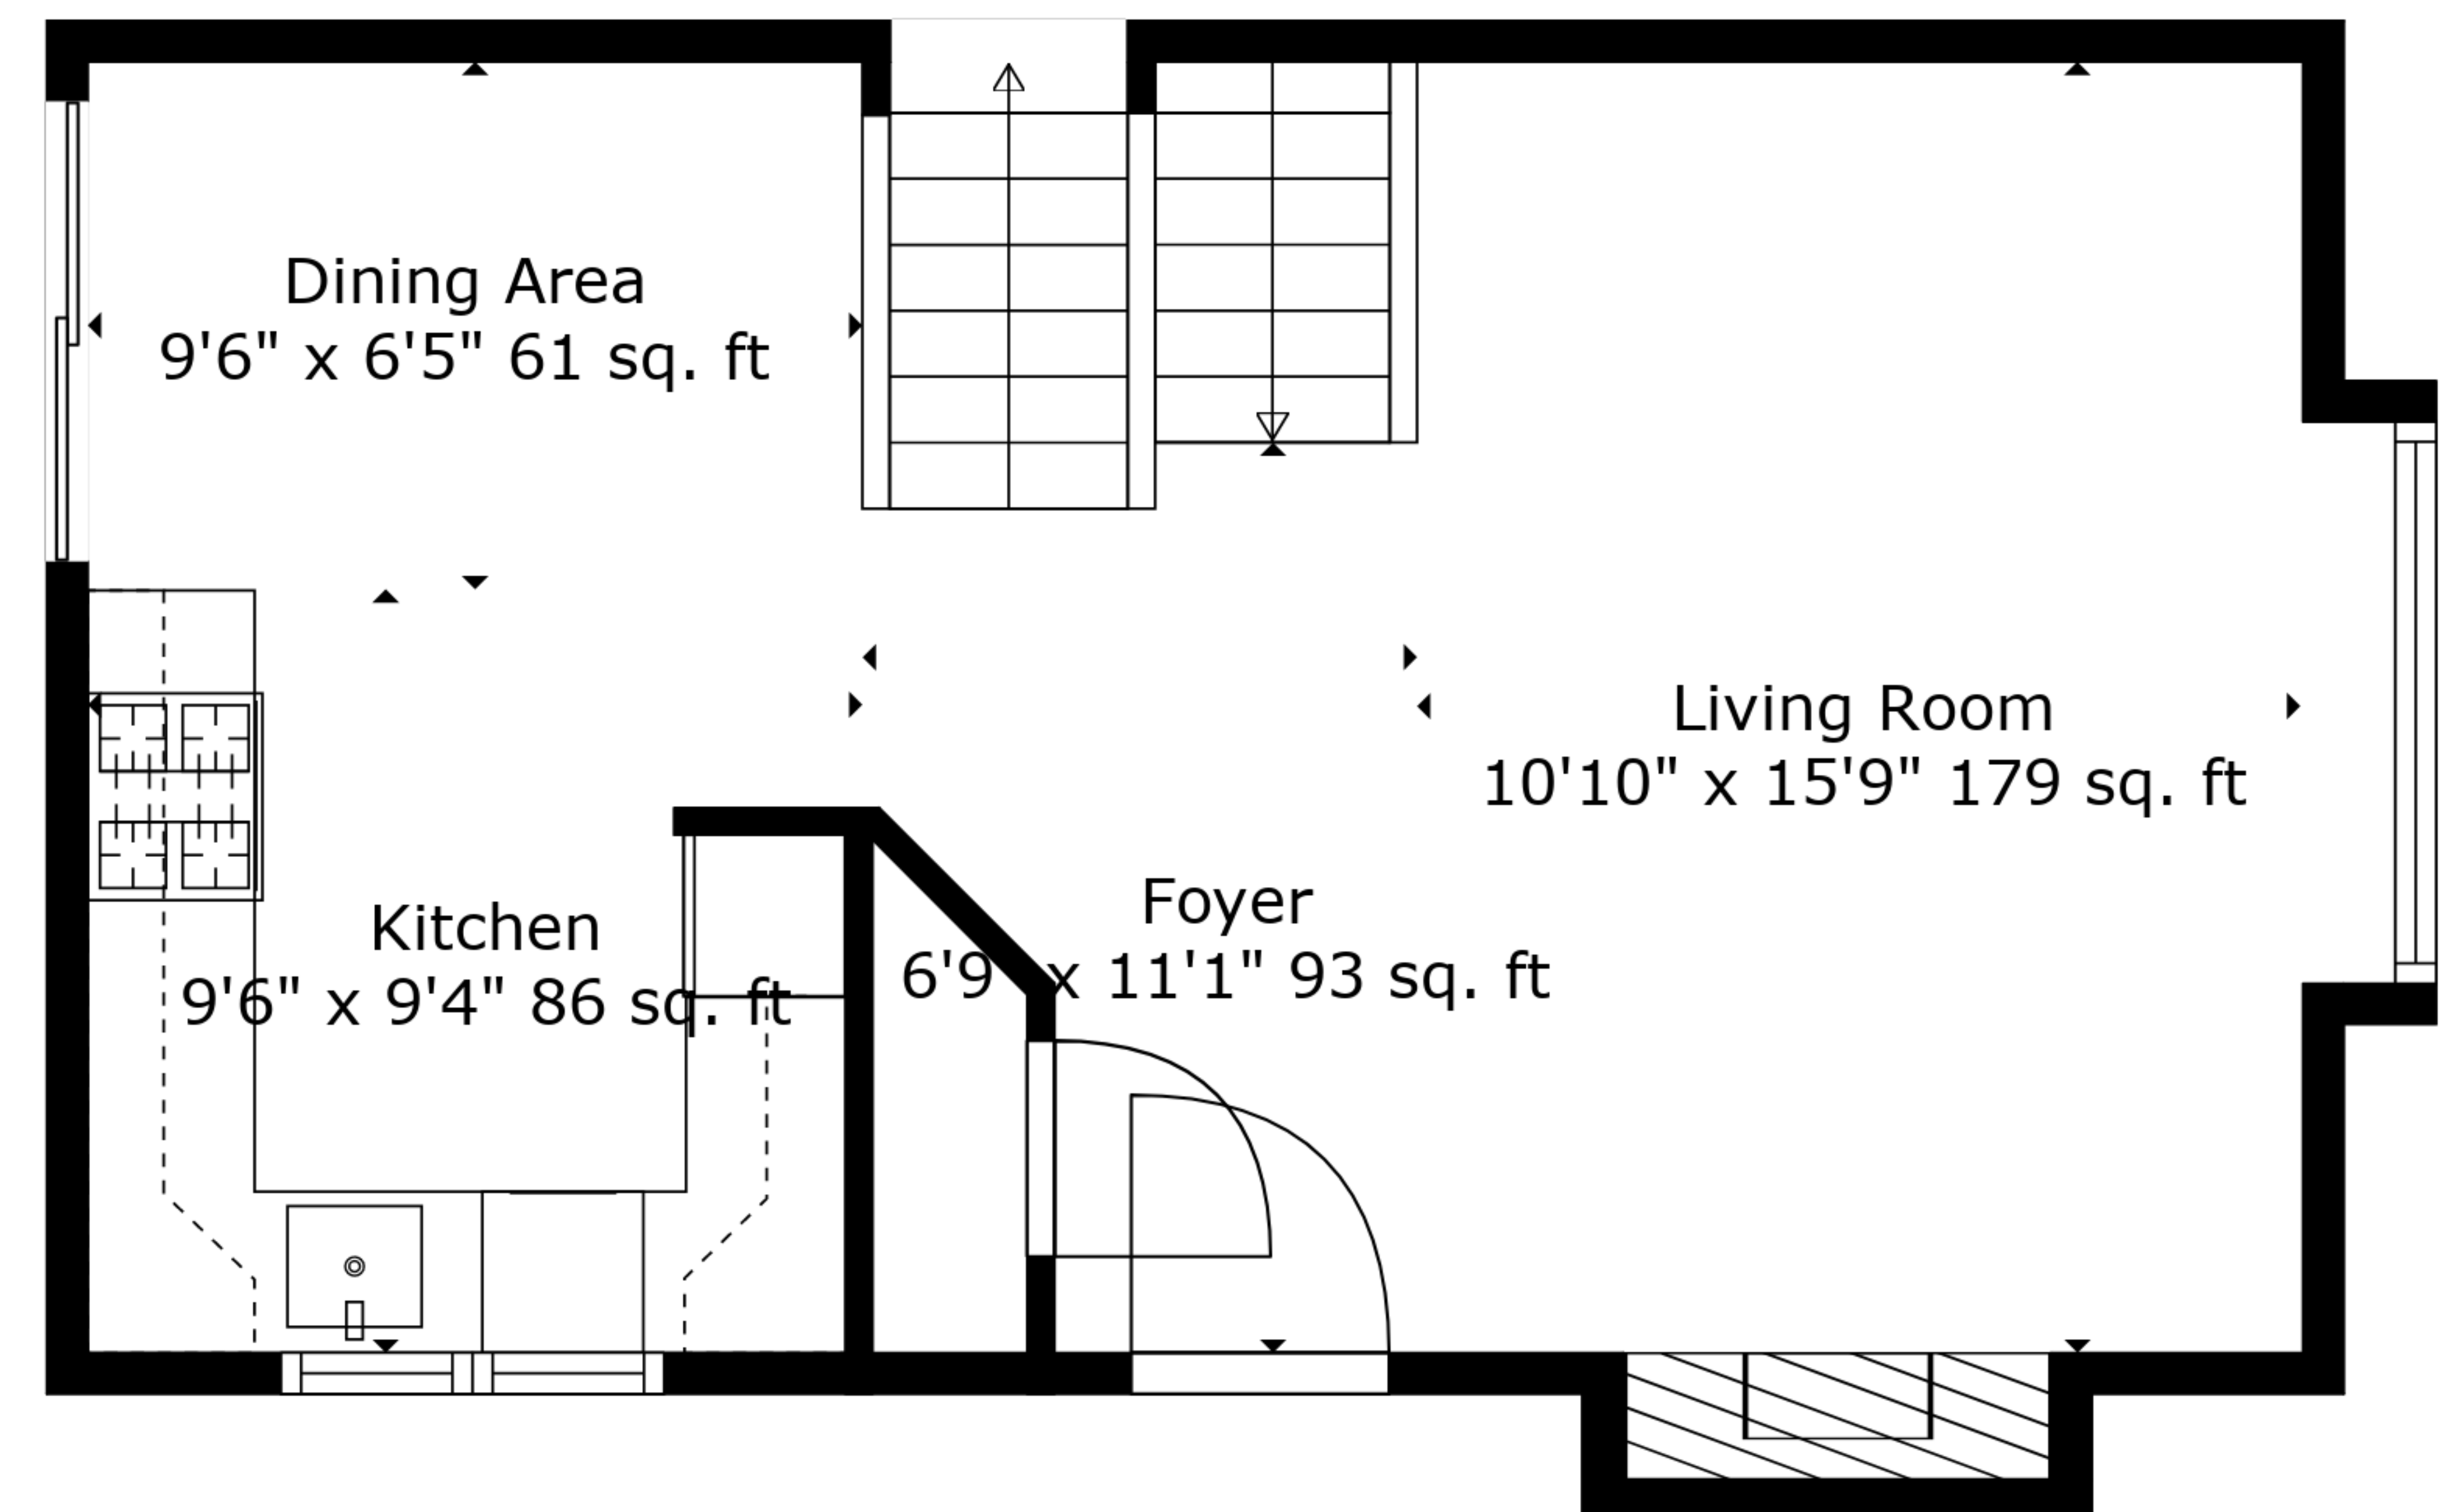 Dining Area
9'6" x 6'5" 61 sq. ft
Living Room
10'10" x 15'9" 179 sq. ft
Kitchen
9'6" x 9'4" 86 sq. ft
Foyer
6'9 x 11'1" 93 sq. ft